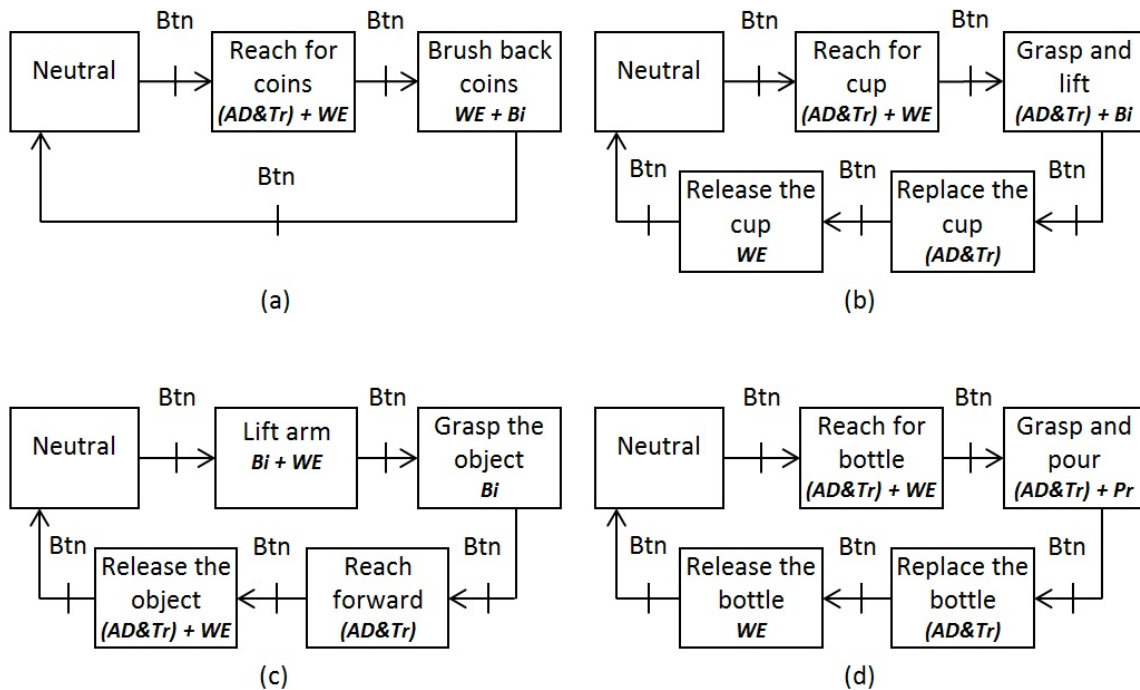 Btn
Btn
Neutral
Reach for
coins
(AD&Tr) + WE
Brush back
coins
WE + Bi
Btn
(a)
Btn
Btn
Neutral
Reach for
cup
(AD&Tr) + WE
Grasp and
lift
(AD&Tr) + Bi
Btn
Btn
Btn
Replace the
cup
(AD&Tr)
Release the
cup
WE
(b)
Btn
Btn
Neutral
Lift arm
Bi + WE
Grasp the
object
Bi
Btn
Btn
Btn
Reach
forward
(AD&Tr)
Release the
object
(AD&Tr) + WE
(c)
Btn
Btn
Neutral
Reach for
bottle
(AD&Tr) + WE
Grasp and
pour
(AD&Tr) + Pr
Btn
Btn
Btn
Replace the
bottle
(AD&Tr)
Release the
bottle
WE
(d)